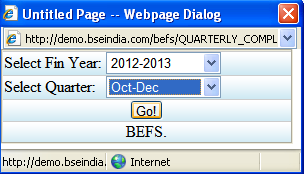 Untitled Page -- Webpage Dialog
http://demo.bseindia.com/befs/QUARTERLY_COMPL
Select Fin Year: 2012-2013
Select Quarter: Oct-Dec
Go!
BEFS.
http://demo.bseindia. Internet